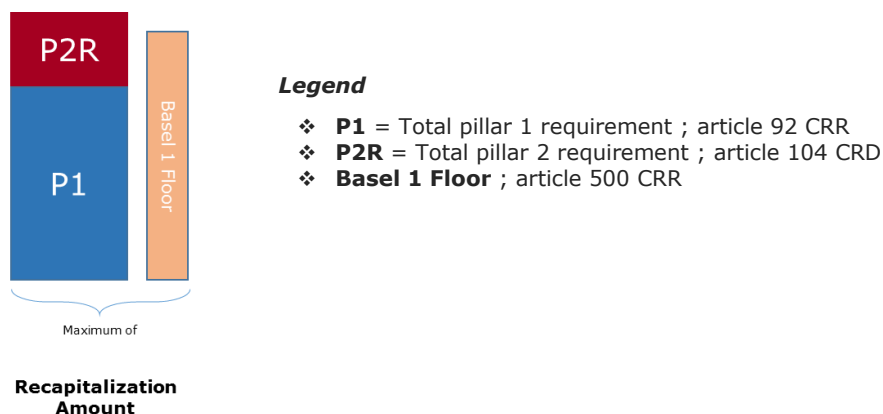 P2R
P1
Basel 1 Floor
Maximum of
Recapitalization
Amount
Legend
❖ P1 = Total pillar 1 requirement ; article 92 CRR
❖ P2R = Total pillar 2 requirement ; article 104 CRD
❖ Basel 1 Floor ; article 500 CRR